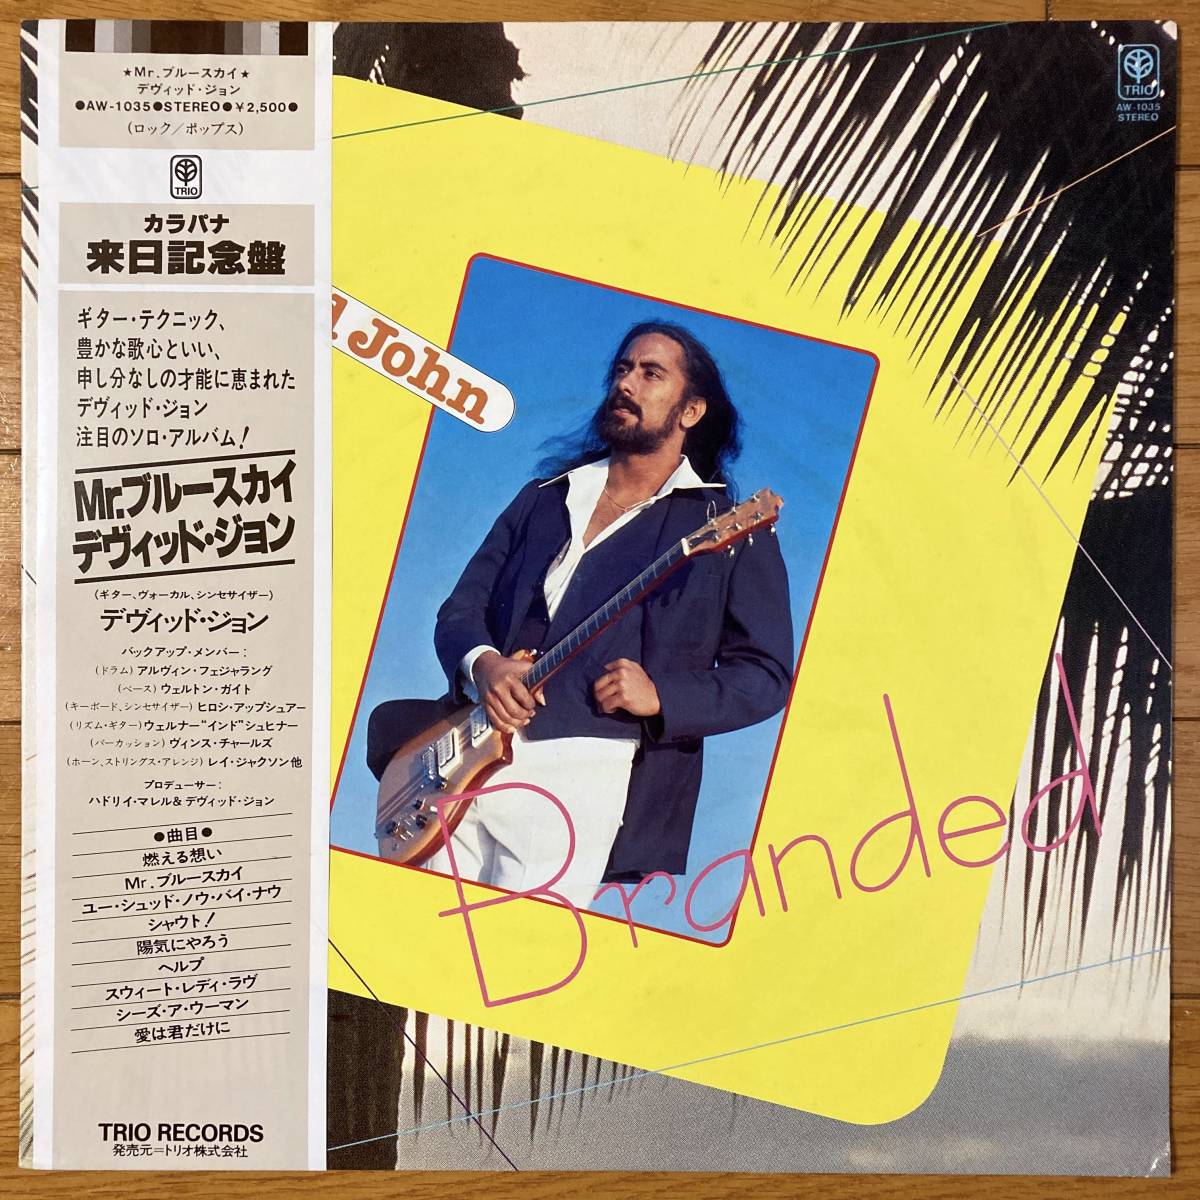 ★Mr.ブルースカイ★
デヴィッド・ジョン
●AW-1035●STEREO●¥2,500●
(ロック/ポップス)
TRIO
カラパナ
来日記念盤
ギター・テクニック、
豊かな歌心といい、
申し分なしの才能に恵まれた
デヴィッド・ジョン
注目のソロ・アルバム!
Mr.ブルースカイ
デヴィッド・ジョン
(ギター、ヴォーカル、シンセサイザー)
デヴィッド・ジョン
バックアップ・メンバー:
(ドラム)アルヴィン・フェジャラング
(ベース)ウェルトン・ガイト
(キーボード、シンセサイザー)ヒロシ・アップシュアー
(リズム・ギター)ウェルナー“インド”シュヒナー
(パーカッション)ヴィンス・チャールズ
(ホーン、ストリングス・アレンジ)レイ・ジャクソン他
プロデューサー:
ハドリイ・マレル&デヴィッド・ジョン
●曲目●
燃える想い
Mr.ブルースカイ
ユー・シュッド・ノウ・バイ・ナウ
シャウト!
陽気にやろう
ヘルプ
スウィート・レディ・ラヴ
シーズ・ア・ウーマン
愛は君だけに
TRIO RECORDS
発売元=トリオ株式会社
John
Branded
TRIO
AW-1035
STEREO